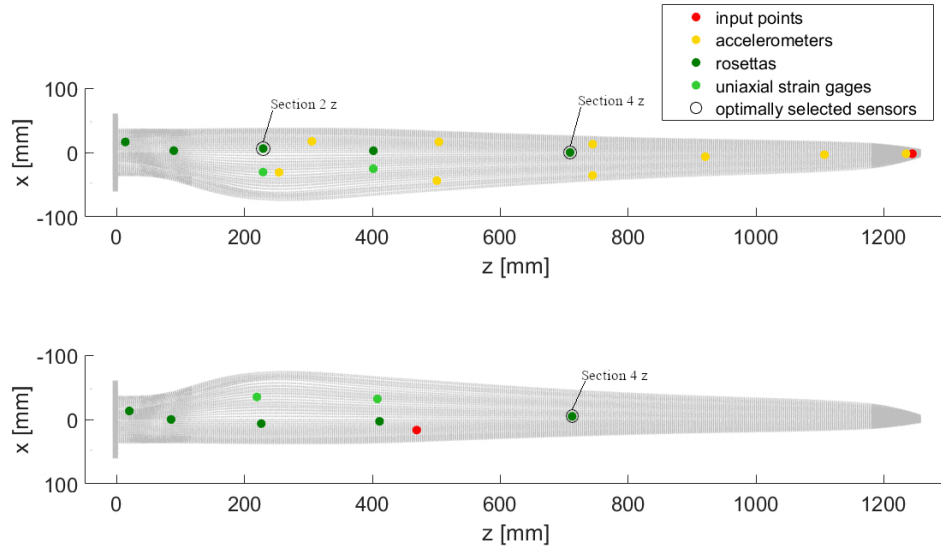 input points
accelerometers
rosettas
uniaxial strain gages
optimally selected sensors
Section 2 z
Section 4 z
100
0
-100
x [mm]
0 200 400 600 800 1000 1200
z [mm]
Section 4 z
-100
0
100
x [mm]
0 200 400 600 800 1000 1200
z [mm]